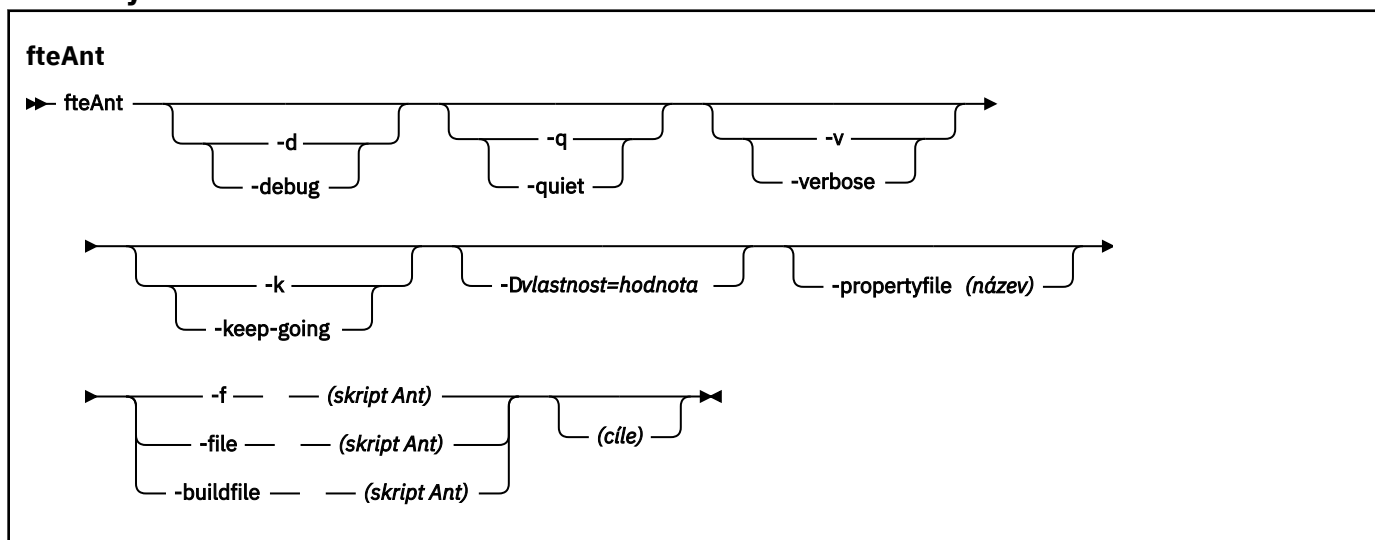 fteAnt
fteAnt
-d
-debug
-q
-quiet
-v
-verbose
-k
-keep-going
-Dvlastnost=hodnota
-propertyfile (název)
-f (skript Ant)
-file (skript Ant)
-buildfile (skript Ant)
(cíle)